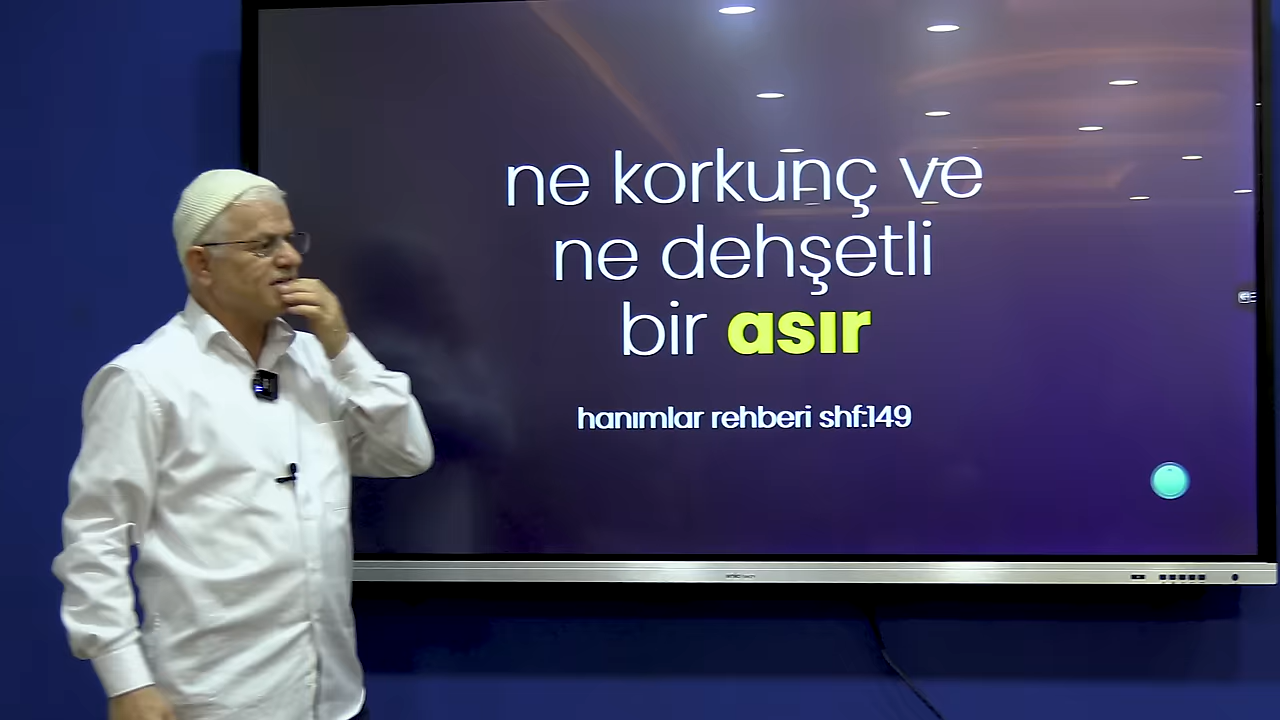 ne korkunç ve
ne dehşetli
bir asır
hanımlar rehberi shf:149